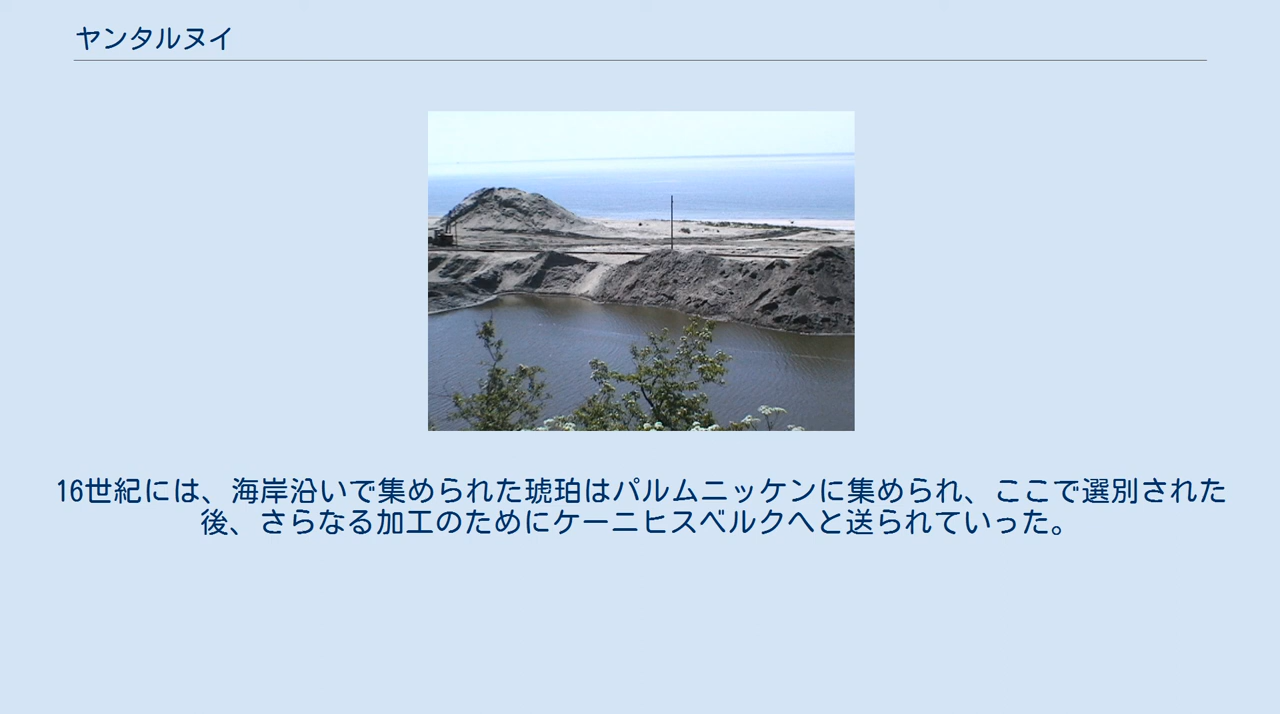 ヤンタルヌイ
16世紀には、海岸沿いで集められた琥珀はパルムニッケンに集められ、ここで選別された
後、さらなる加工のためにケーニヒスベルクへと送られていった。